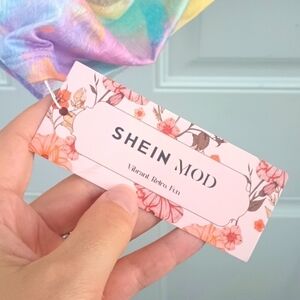 SHEIN MOD
Vibrant, Retro, Fun